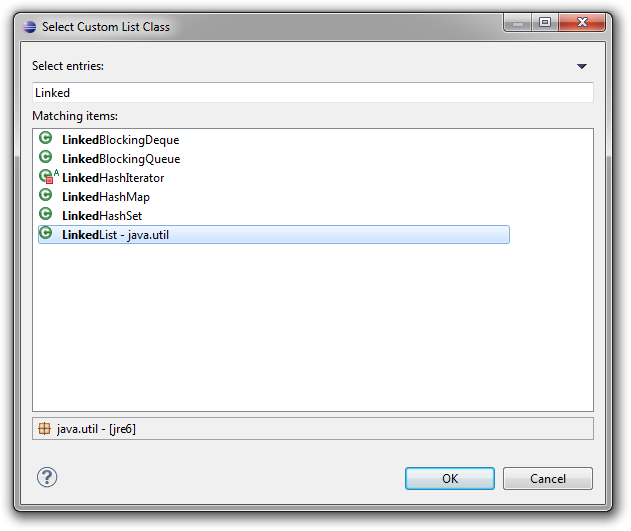 Select Custom List Class
Select entries:
Linked
Matching items:
LinkedBlockingDeque
LinkedBlockingQueue
LinkedHashIterator
LinkedHashMap
LinkedHashSet
LinkedList - java.util
java.util - [jre6]
OK Cancel